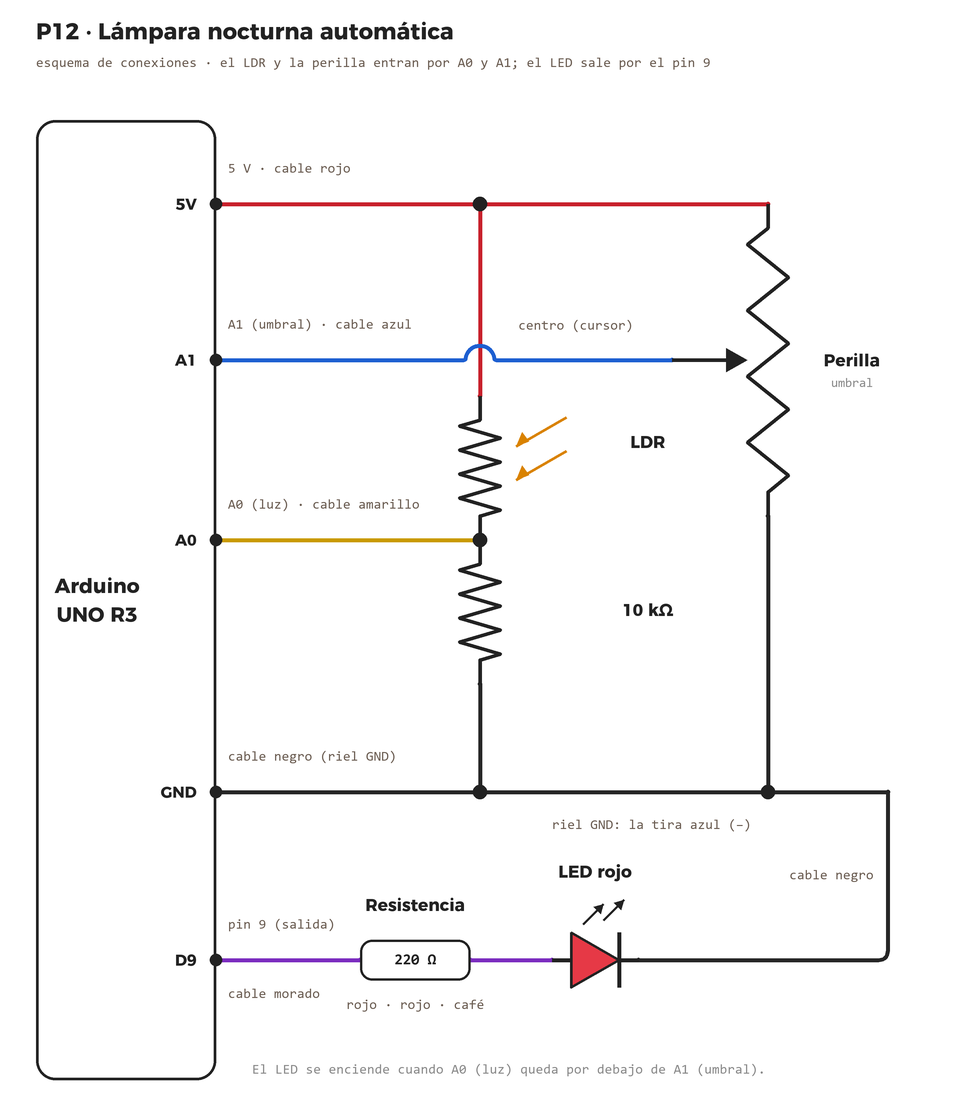 P12 · Lámpara nocturna automática
esquema de conexiones · el LDR y la perilla entran por A0 y A1; el LED sale por el pin 9
5 V · cable rojo
5V
A1 (umbral) · cable azul
centro (cursor)
A1
Perilla
umbral
LDR
A0 (luz) · cable amarillo
A0
Arduino
UNO R3
10 kΩ
cable negro (riel GND)
GND
riel GND: la tira azul (−)
LED rojo
cable negro
Resistencia
pin 9 (salida)
D9
220 Ω
cable morado
rojo · rojo · café
El LED se enciende cuando A0 (luz) queda por debajo de A1 (umbral).